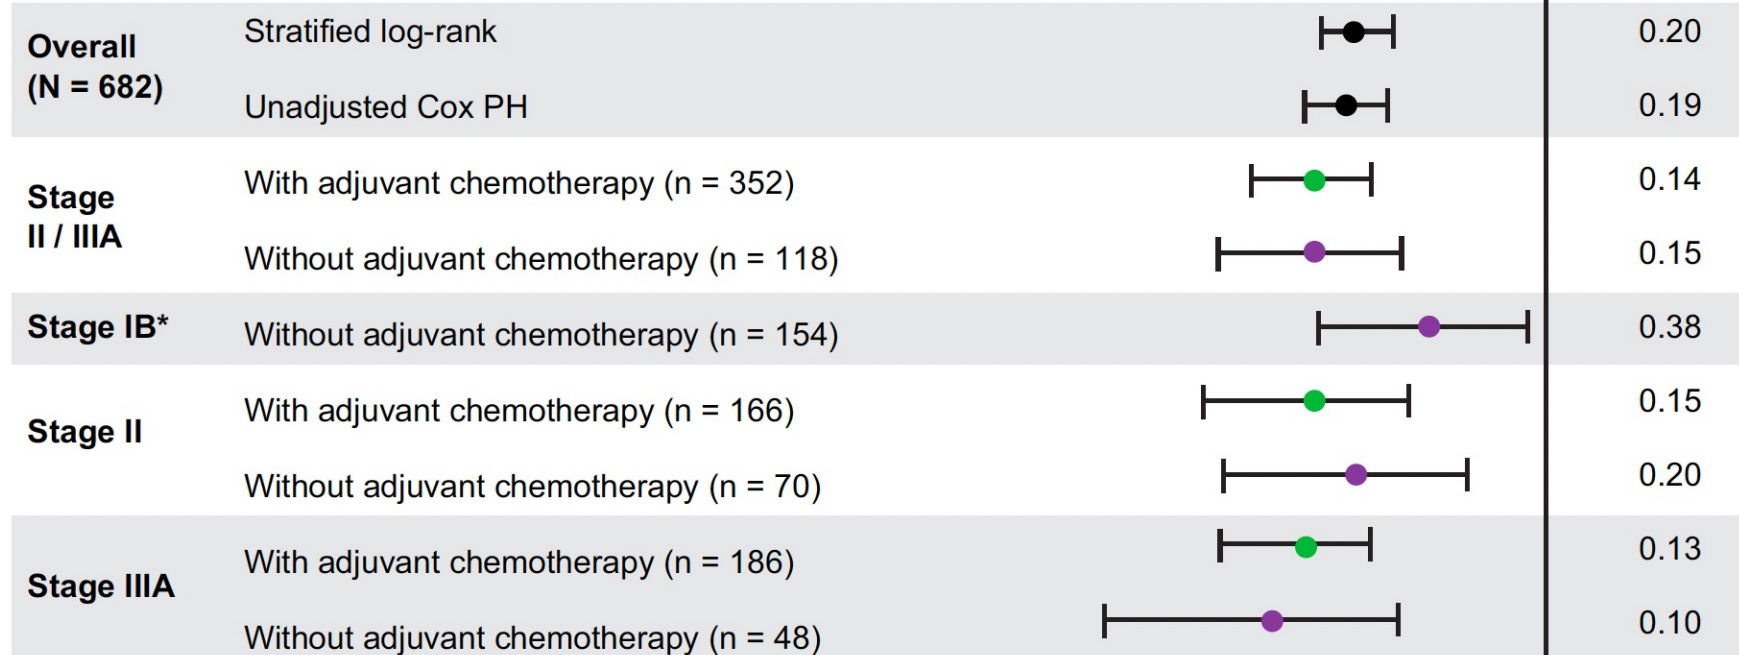 Overall
(N = 682)
Stratified log-rank 0.20
Unadjusted Cox PH 0.19
Stage
II / IIIA
With adjuvant chemotherapy (n = 352) 0.14
Without adjuvant chemotherapy (n = 118) 0.15
Stage IB*
Without adjuvant chemotherapy (n = 154) 0.38
Stage II
With adjuvant chemotherapy (n = 166) 0.15
Without adjuvant chemotherapy (n = 70) 0.20
Stage IIIA
With adjuvant chemotherapy (n = 186) 0.13
Without adjuvant chemotherapy (n = 48) 0.10